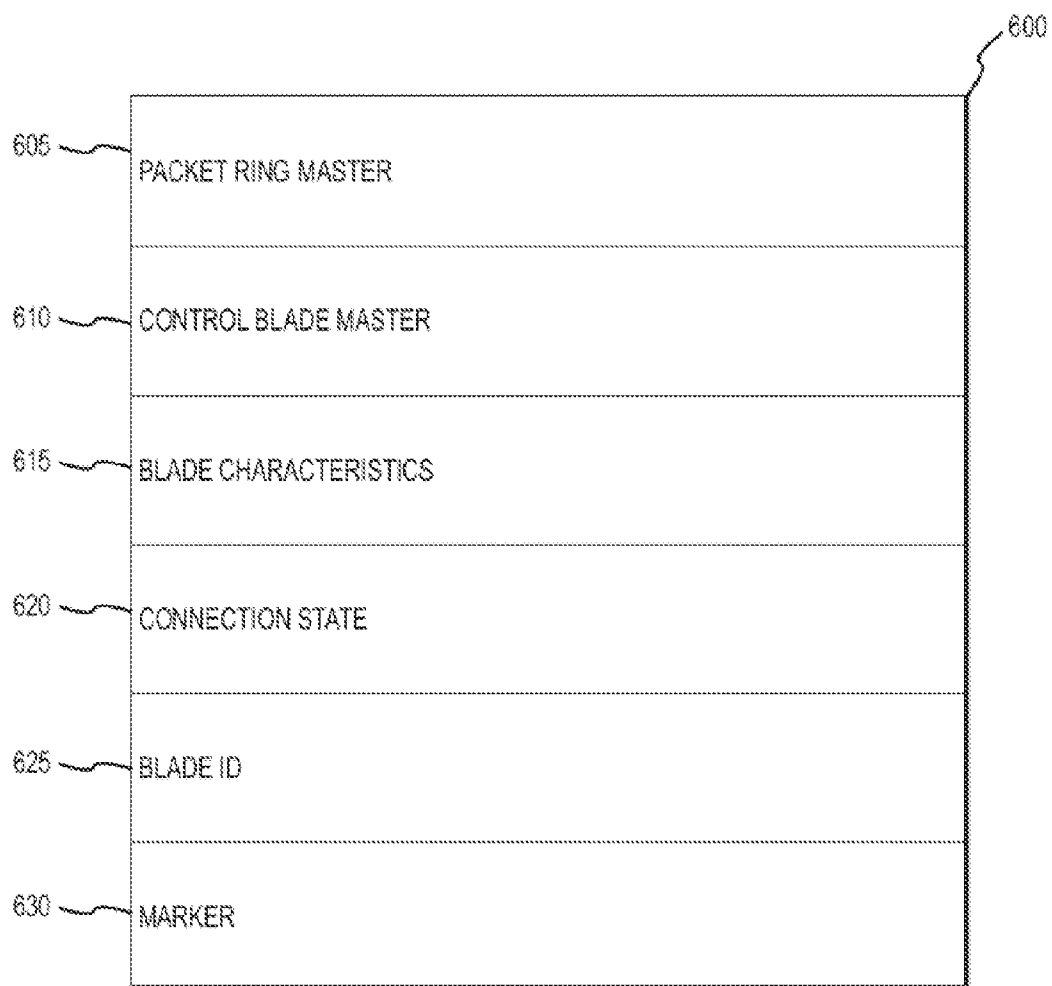 600
605 PACKET RING MASTER
610 CONTROL BLADE MASTER
615 BLADE CHARACTERISTICS
620 CONNECTION STATE
625 BLADE ID
630 MARKER